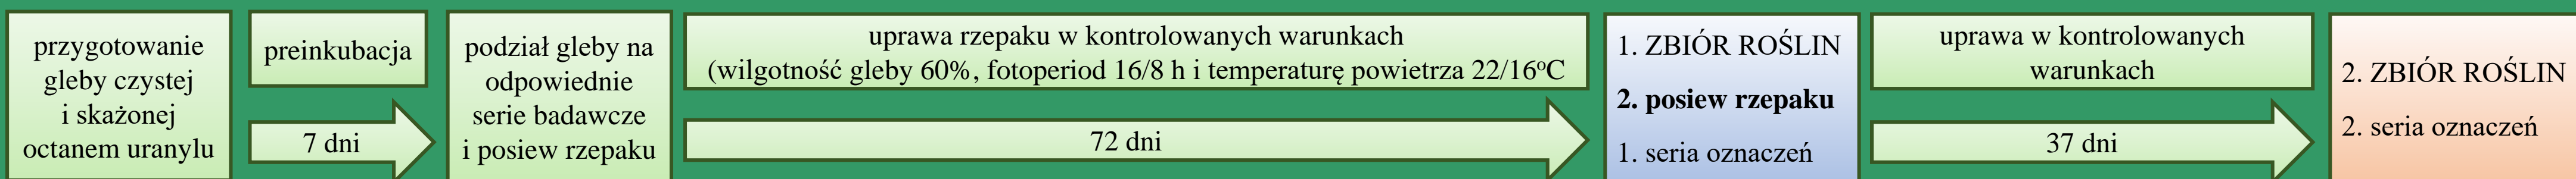 przygotowanie
gleby czystej
i skażonej
octanem uranylu
preinkubacja
7 dni
podział gleby na
odpowiednie
serie badawcze
i posiew rzepaku
uprawa rzepaku w kontrolowanych warunkach
(wilgotność gleby 60%, fotoperiod 16/8 h i temperaturę powietrza 22/16ºC
72 dni
1. ZBIÓR ROŚLIN
2. posiew rzepaku
1. seria oznaczeń
uprawa w kontrolowanych
warunkach
37 dni
2. ZBIÓR ROŚLIN
2. seria oznaczeń